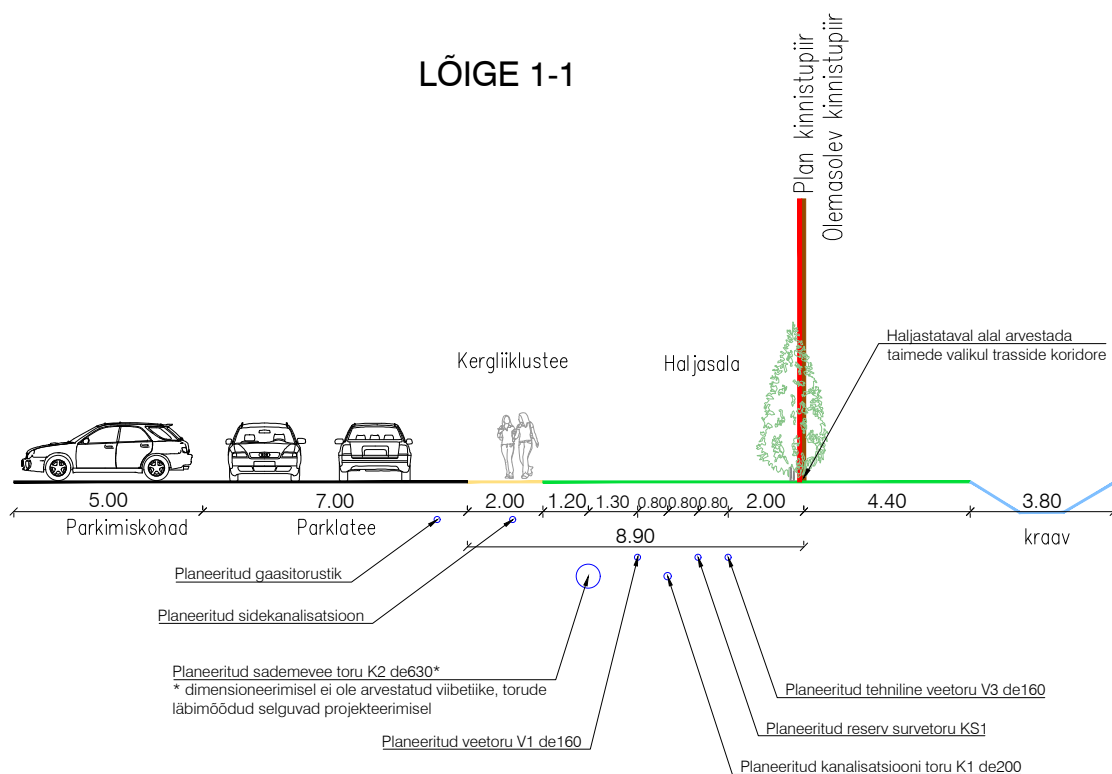 LÕIGE 1-1
Plan kinnistupiir
Olemasolev kinnistupiir
Haljastataval alal arvestada
taimede valikul trasside koridore
Kergliiklustee
Haljasala
5.00
7.00
2.00
1.20
1.30
0.80
0.80
0.80
2.00
4.40
3.80
Parkimiskohad
Parklatee
kraav
8.90
Planeeritud gaasitorustik
Planeeritud sidekanalisatsioon
Planeeritud sademevee toru K2 de630*
* dimensioneerimisel ei ole arvestatud viibetiike, torude
läbimõõdud selguvad projekteerimisel
Planeeritud tehniline veetoru V3 de160
Planeeritud reserv survetoru KS1
Planeeritud veetoru V1 de160
Planeeritud kanalisatsiooni toru K1 de200